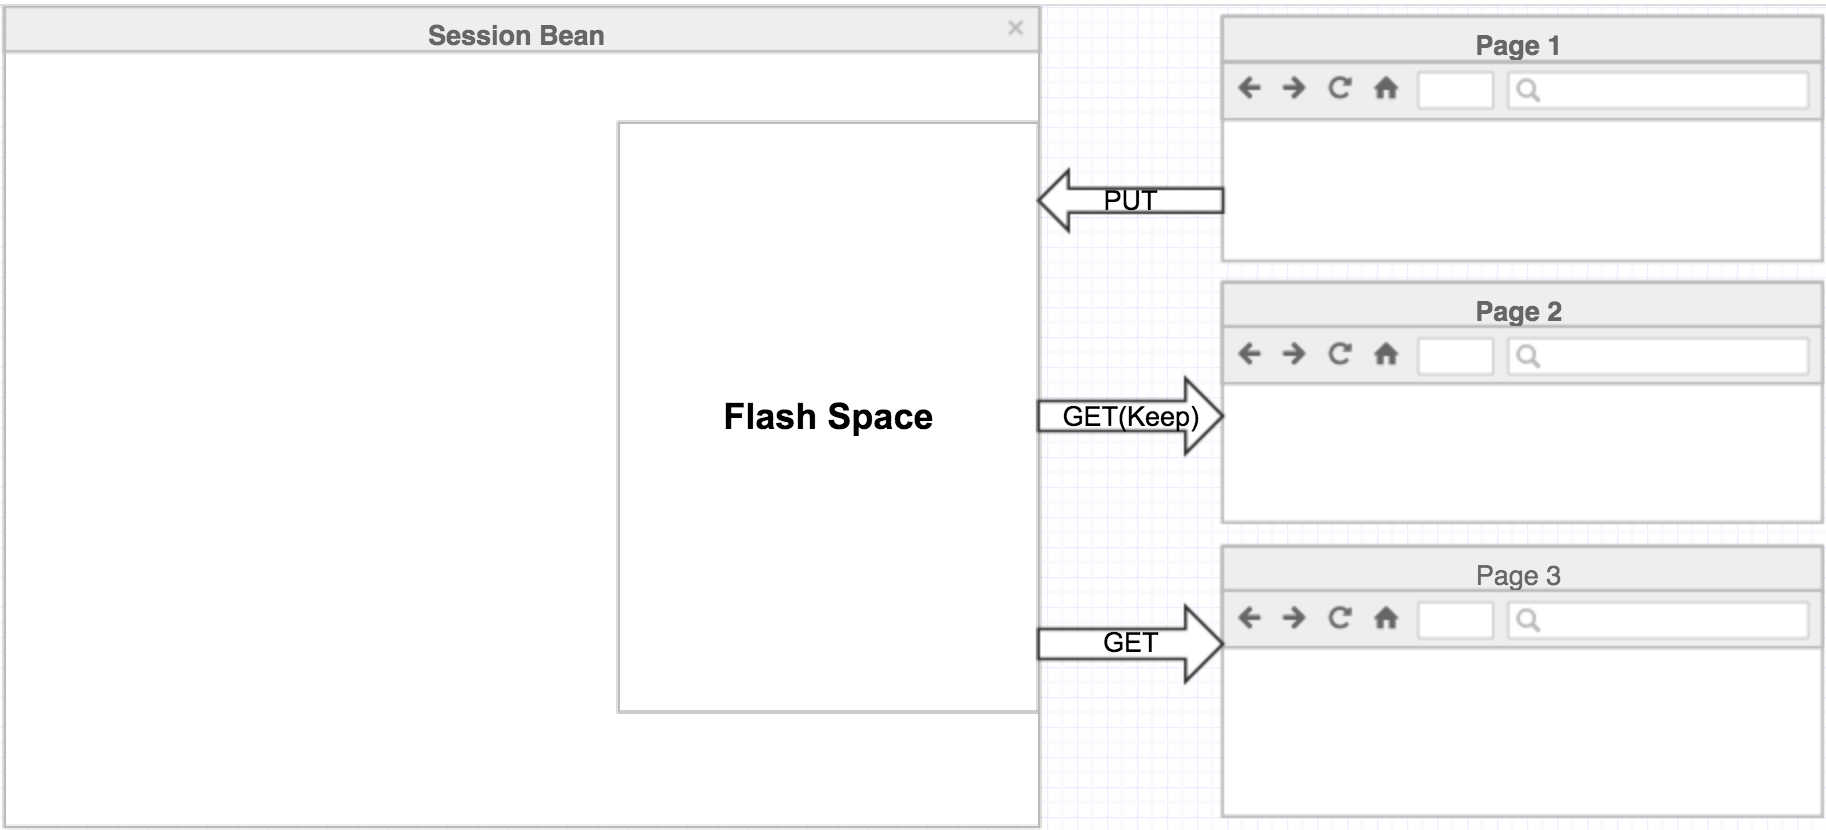 Session Bean
Flash Space
PUT
GET(Keep)
GET
Page 1
Page 2
Page 3